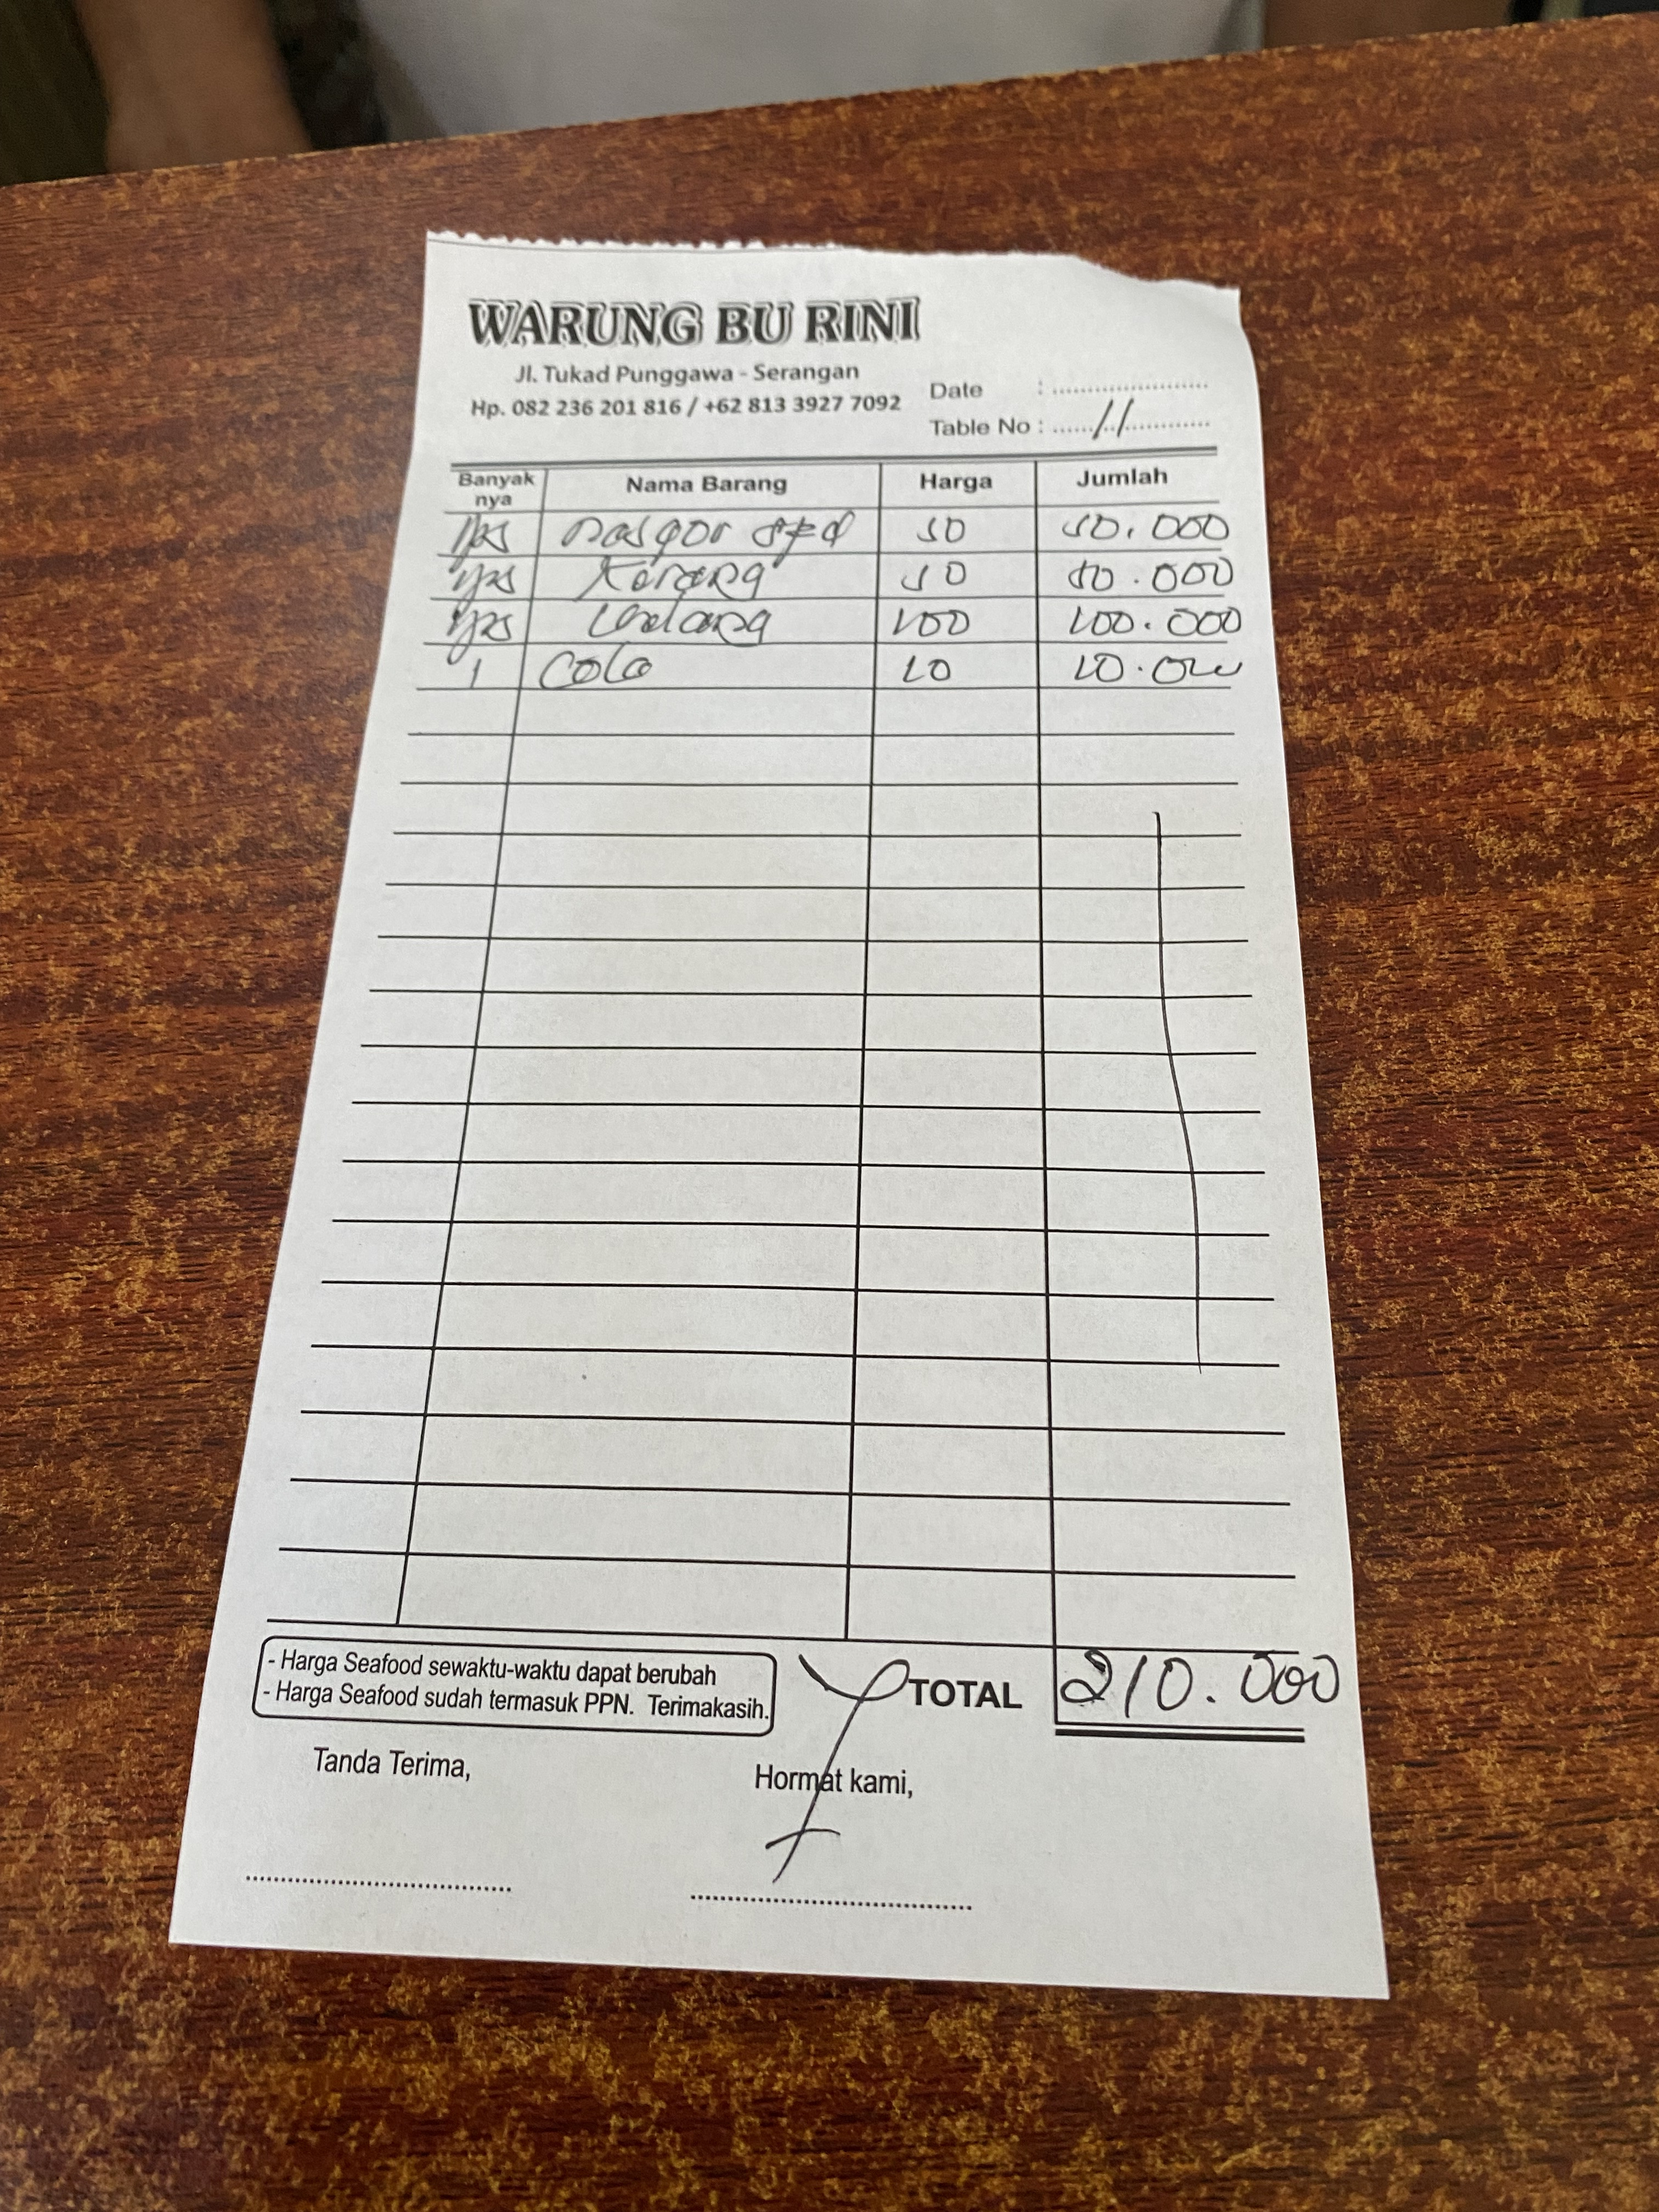 WARUNG BU RINI
Jl. Tukad Punggawa - Serangan
Hp. 082 236 201 816 / +62 813 3927 7092
Date : ........................
Table No : ......11............
Banyak nya Nama Barang Harga Jumlah
1ps nasgor sfd 50 50.000
1ps Kerang 50 50.000
1ps Udang 100 100.000
1 Cola 10 10.000
- Harga Seafood sewaktu-waktu dapat berubah
- Harga Seafood sudah termasuk PPN. Terimakasih.
TOTAL 210.000
Tanda Terima, Hormat kami,